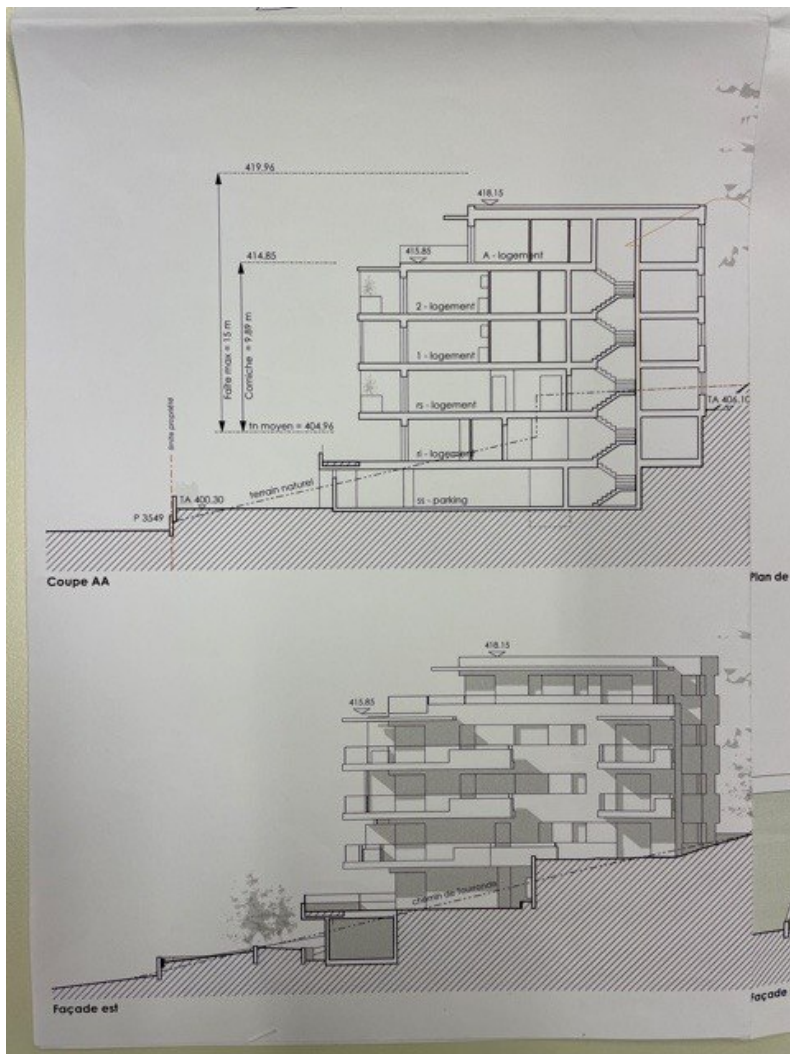 419.96
418.15
414.85
415.85
A - logement
2 - logement
Faîte max = 15 m
Corniche = 9.89 m
1 - logement
limite propriété
rs - logement
TA 406.10
tn moyen = 404.96
ri - logement
terrain naturel
TA 400.30
ss - parking
P 3549
Coupe AA
Plan de
418.15
415.85
chemin de Tourronde
Façade est
Façade